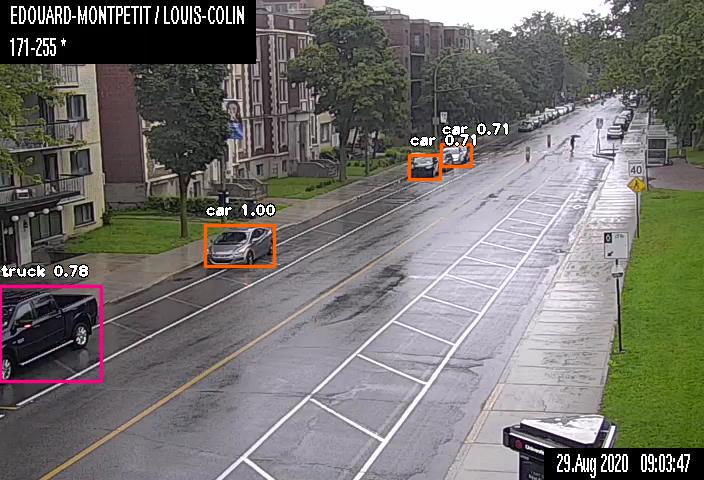 EDOUARD-MONTPETIT / LOUIS-COLIN
171-255 *
car 0.71
car 0.71
car 1.00
truck 0.78
40
29.Aug 2020 09:03:47